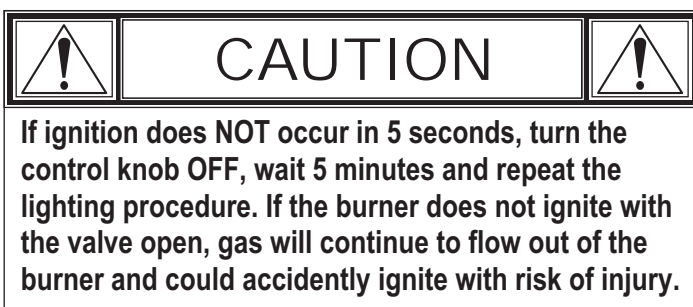 CAUTION
If ignition does NOT occur in 5 seconds, turn the
control knob OFF, wait 5 minutes and repeat the
lighting procedure. If the burner does not ignite with
the valve open, gas will continue to flow out of the
burner and could accidently ignite with risk of injury.